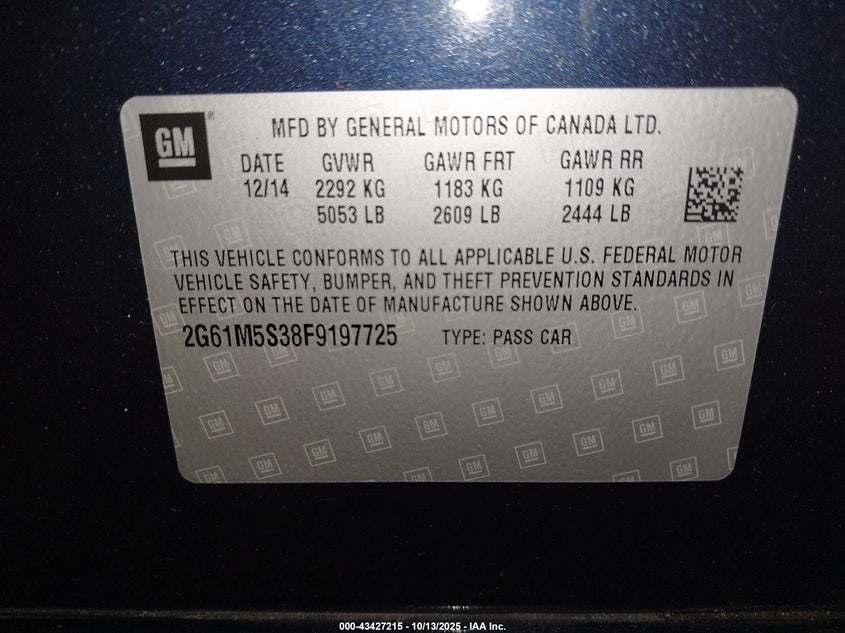 GM
MFD BY GENERAL MOTORS OF CANADA LTD.
DATE GVWR GAWR FRT GAWR RR
12/14 2292 KG 1183 KG 1109 KG
5053 LB 2609 LB 2444 LB
THIS VEHICLE CONFORMS TO ALL APPLICABLE U.S. FEDERAL MOTOR
VEHICLE SAFETY, BUMPER, AND THEFT PREVENTION STANDARDS IN
EFFECT ON THE DATE OF MANUFACTURE SHOWN ABOVE.
2G61M5S38F9197725 TYPE: PASS CAR
000-43427215 - 10/13/2025 - IAA Inc.